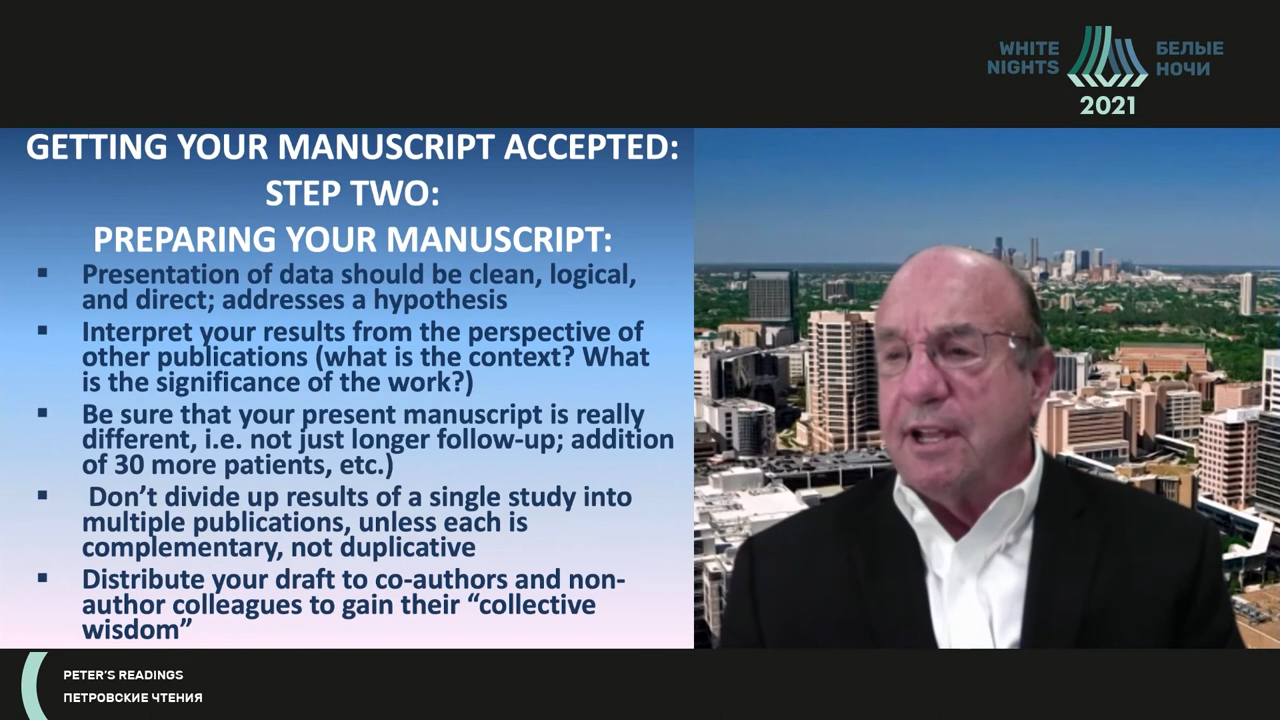 WHITE
NIGHTS
БЕЛЫЕ
НОЧИ
2021
GETTING YOUR MANUSCRIPT ACCEPTED:
STEP TWO:
PREPARING YOUR MANUSCRIPT:
▪ Presentation of data should be clean, logical,
and direct; addresses a hypothesis
▪ Interpret your results from the perspective of
other publications (what is the context? What
is the significance of the work?)
▪ Be sure that your present manuscript is really
different, i.e. not just longer follow-up; addition
of 30 more patients, etc.)
▪ Don’t divide up results of a single study into
multiple publications, unless each is
complementary, not duplicative
▪ Distribute your draft to co-authors and non-
author colleagues to gain their “collective
wisdom”
PETER’S READINGS
ПЕТРОВСКИЕ ЧТЕНИЯ